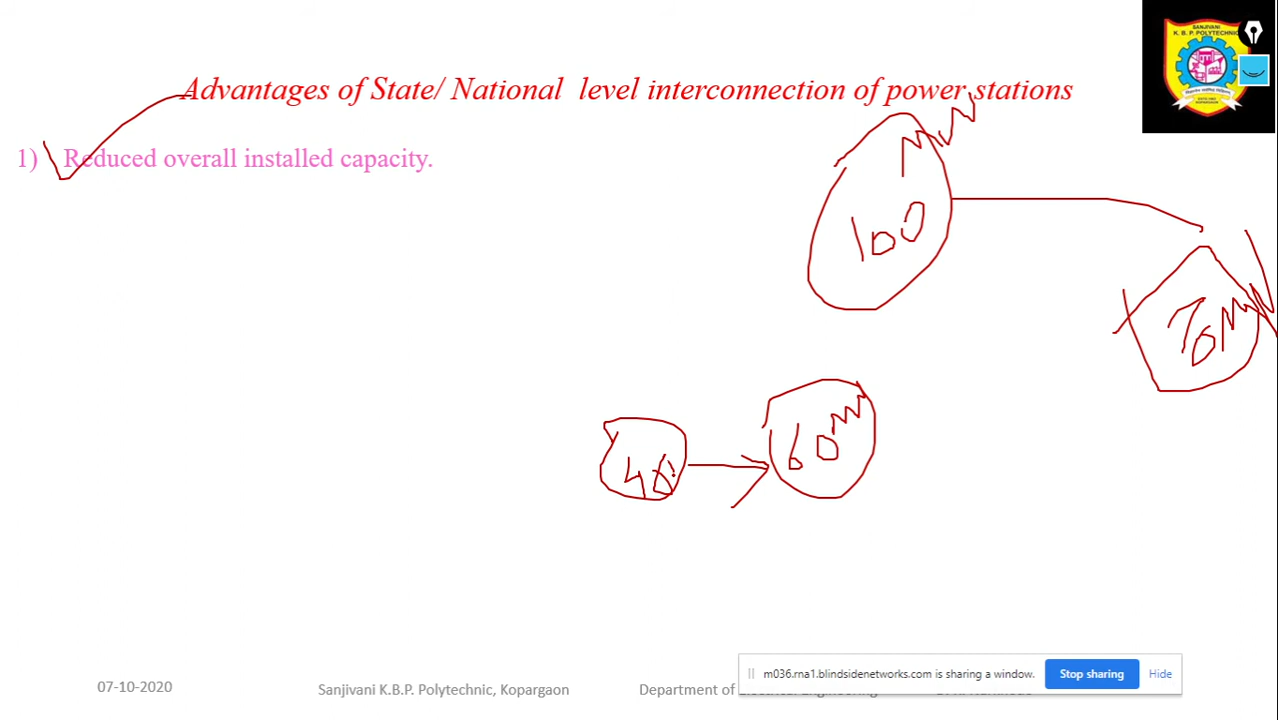 SANJIVANI
K. B. P. POLYTECHNIC
Advantages of State/ National level interconnection of power stations
1) Reduced overall installed capacity.
MW
100
70 MW
60 MW
40
m036.rna1.blindsidenetworks.com is sharing a window.
Stop sharing
Hide
07-10-2020
Sanjivani K.B.P. Polytechnic, Kopargaon
Department of